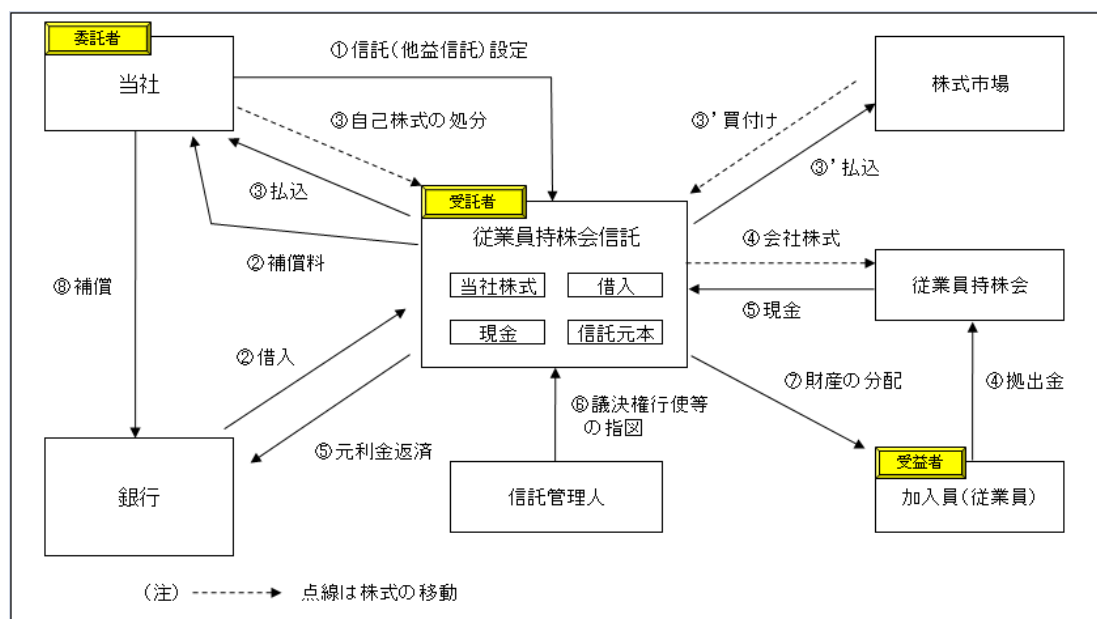 委託者
当社
①信託(他益信託)設定
株式市場
③自己株式の処分
③’買付け
③払込
③’払込
受託者
従業員持株会信託
④会社株式
②補償料
当社株式
借入
従業員持株会
⑧補償
⑤現金
現金
信託元本
②借入
⑦財産の分配
④拠出金
⑥議決権行使等
の指図
⑤元利金返済
受益者
銀行
信託管理人
加入員(従業員)
(注)
点線は株式の移動